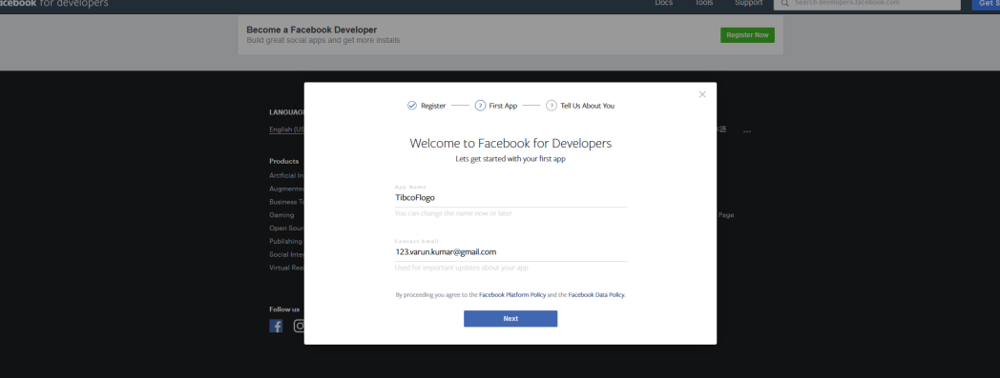 facebook for developers Docs Tools Support Search developers.facebook.com
Become a Facebook Developer
Build great social apps and get more installs
Register Now
Register 2 First App 3 Tell Us About You
Welcome to Facebook for Developers
Lets get started with your first app
App Name
TibcoFlogo
You can change the name now or later
Contact Email
123.varun.kumar@gmail.com
Used for important updates about your app
By proceeding you agree to the Facebook Platform Policy and the Facebook Data Policy.
Next
English (US
Products
Artificial In
Augmente
Business T
Gaming
Page
Open Sour
Publishing
Social Inte
Virtual Rea
Follow us